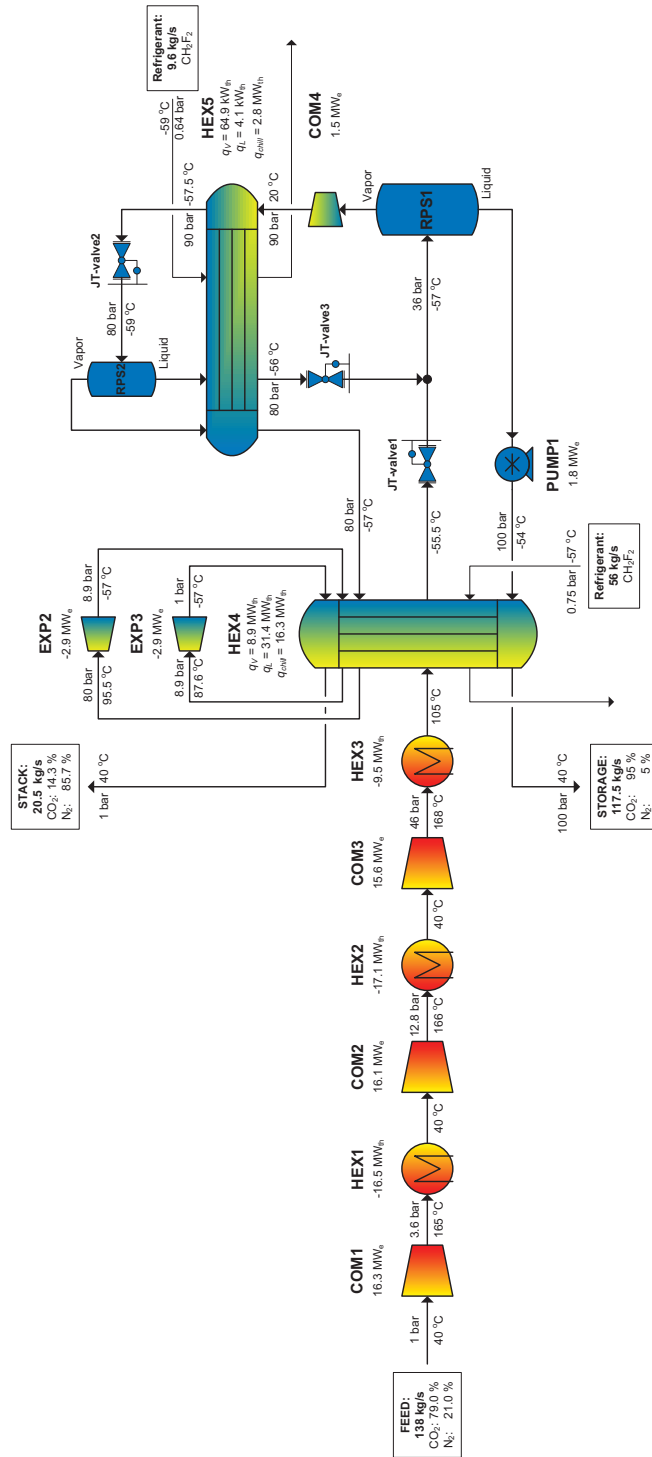 FEED:
138 kg/s
CO2: 79.0 %
N2: 21.0 %
1 bar
40 °C
COM1
16.3 MWe
3.6 bar
165 °C
HEX1
-16.5 MWth
40 °C
COM2
16.1 MWe
12.8 bar
166 °C
HEX2
-17.1 MWth
40 °C
COM3
15.6 MWe
46 bar
168 °C
HEX3
-9.5 MWth
105 °C
STACK:
20.5 kg/s
CO2: 14.3 %
N2: 85.7 %
1 bar
40 °C
EXP2
-2.9 MWe
80 bar
95.5 °C
8.9 bar
-57 °C
EXP3
-2.9 MWe
8.9 bar
87.6 °C
1 bar
-57 °C
HEX4
qV = 8.9 MWth
qL = 31.4 MWth
qchill = 16.3 MWth
STORAGE:
117.5 kg/s
CO2: 95 %
N2: 5 %
100 bar
40 °C
Refrigerant:
56 kg/s
CH2F2
0.75 bar
-57 °C
80 bar
-57 °C
-55.5 °C
JT-valve1
100 bar
-54 °C
PUMP1
1.8 MWe
RPS2
Vapor
Liquid
80 bar
-59 °C
JT-valve2
90 bar
-57.5 °C
80 bar
-56 °C
JT-valve3
36 bar
-57 °C
RPS1
Vapor
Liquid
COM4
1.5 MWe
90 bar
20 °C
HEX5
qV = 64.9 kWth
qL = 4.1 kWth
qchill = 2.8 MWth
-59 °C
0.64 bar
Refrigerant:
9.6 kg/s
CH2F2